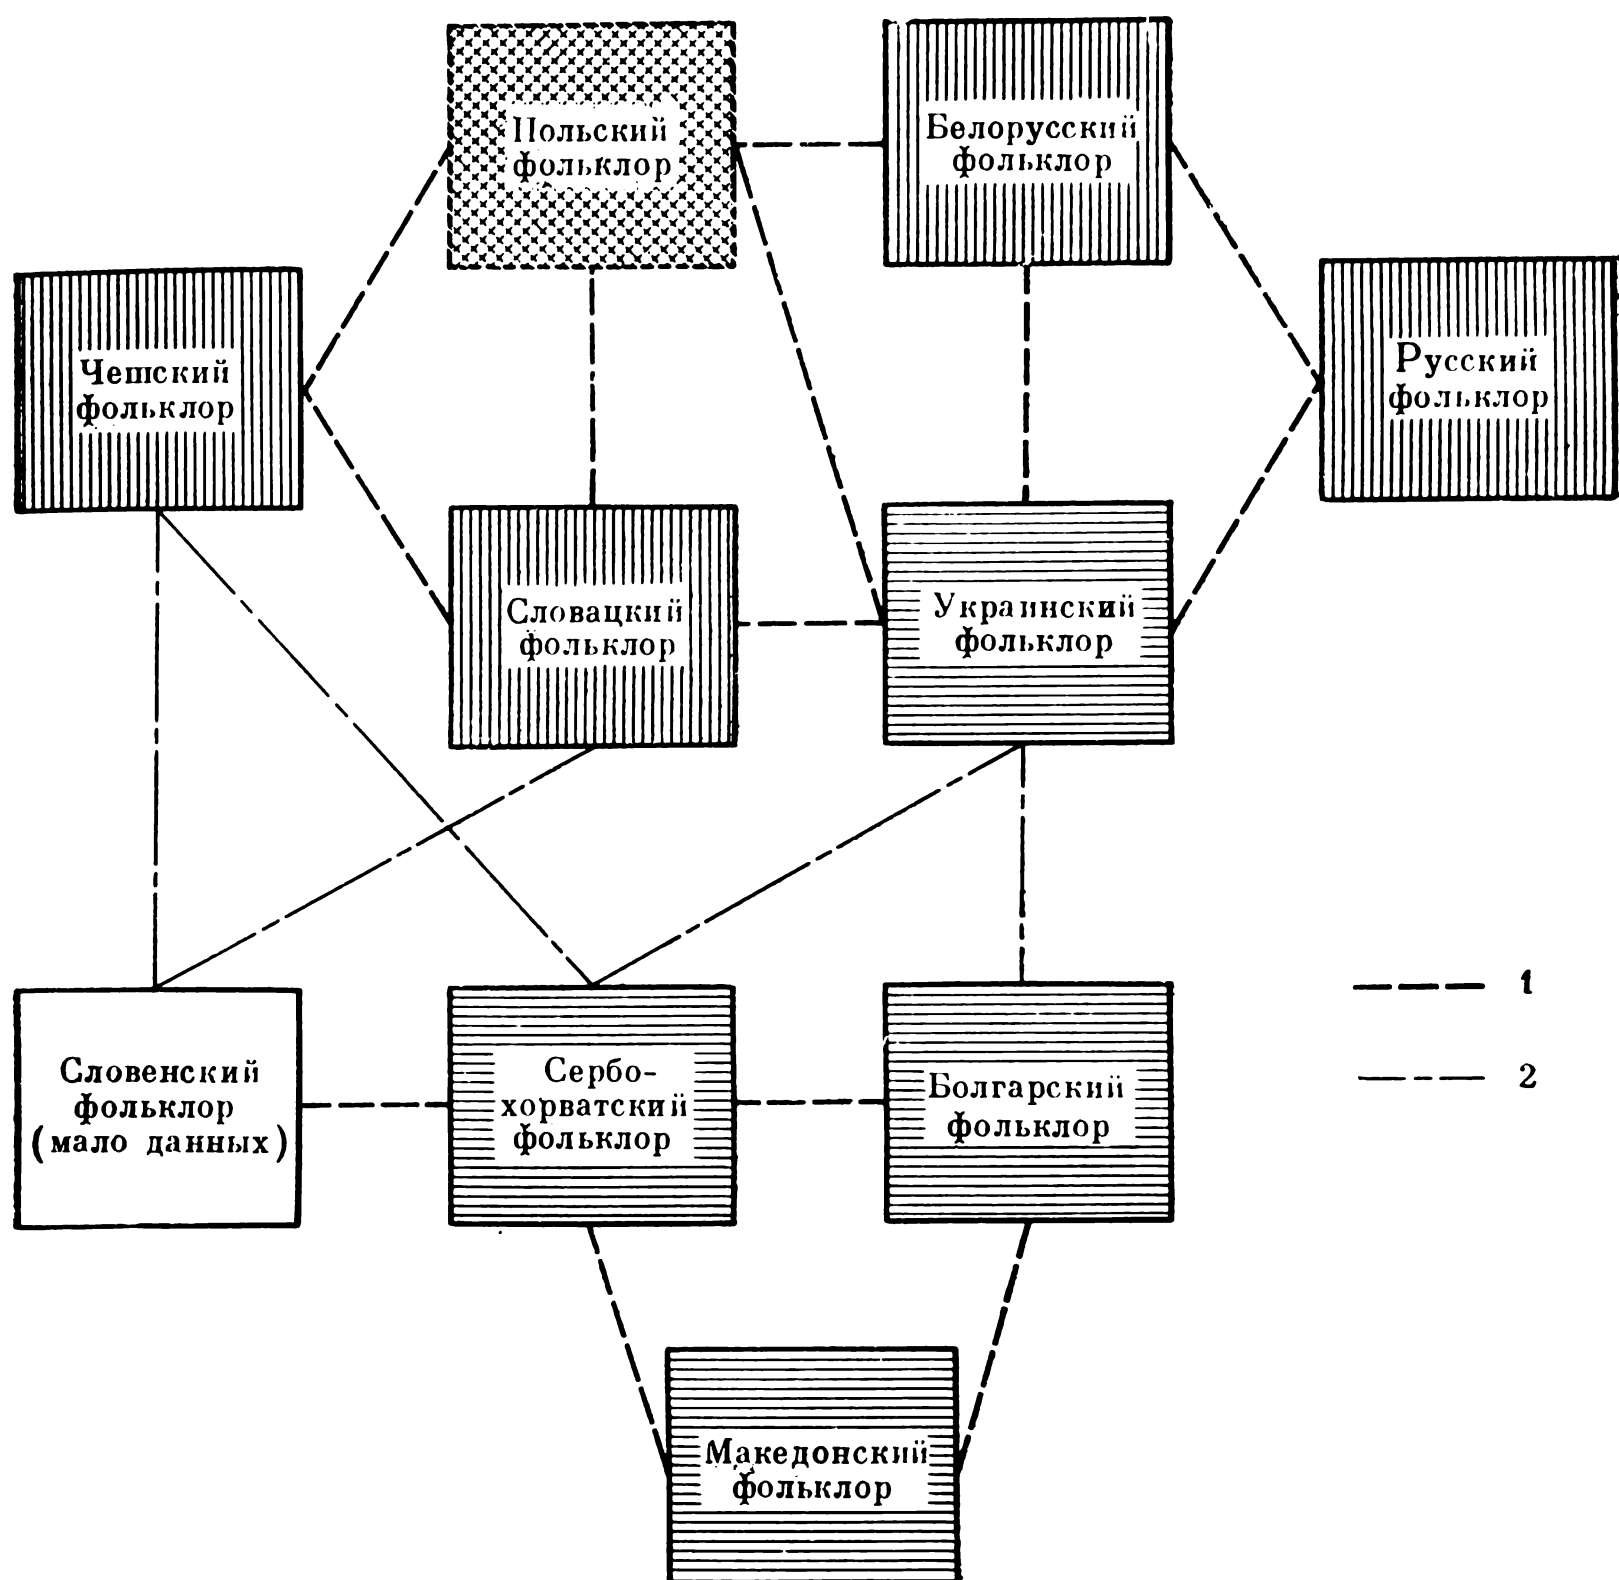 Польский
фольклор
Белорусский
фольклор
Чешский
фольклор
Русский
фольклор
Словацкий
фольклор
Украинский
фольклор
1
2
Словенский
фольклор
(мало данных)
Сербо-
хорватский
фольклор
Болгарский
фольклор
Македонский
фольклор